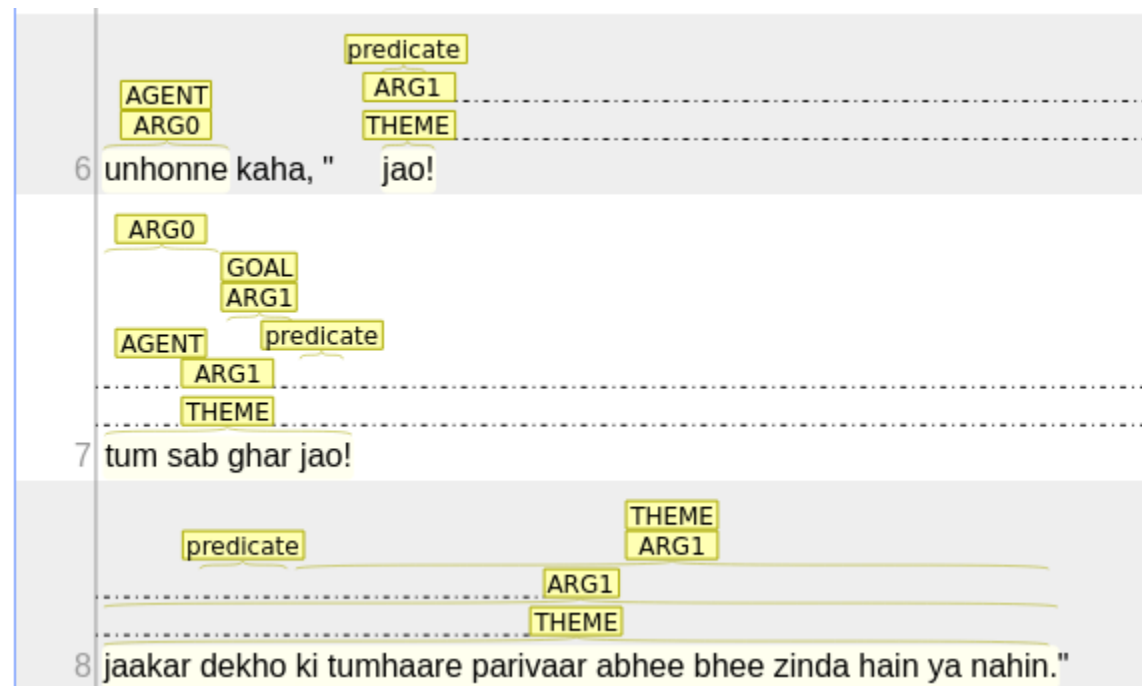 predicate
AGENT ARG1
ARG0 THEME
6 unhonne kaha, " jao!
ARG0
GOAL
ARG1
AGENT predicate
ARG1
THEME
7 tum sab ghar jao!
THEME
predicate ARG1
ARG1
THEME
8 jaakar dekho ki tumhaare parivaar abhee bhee zinda hain ya nahin."